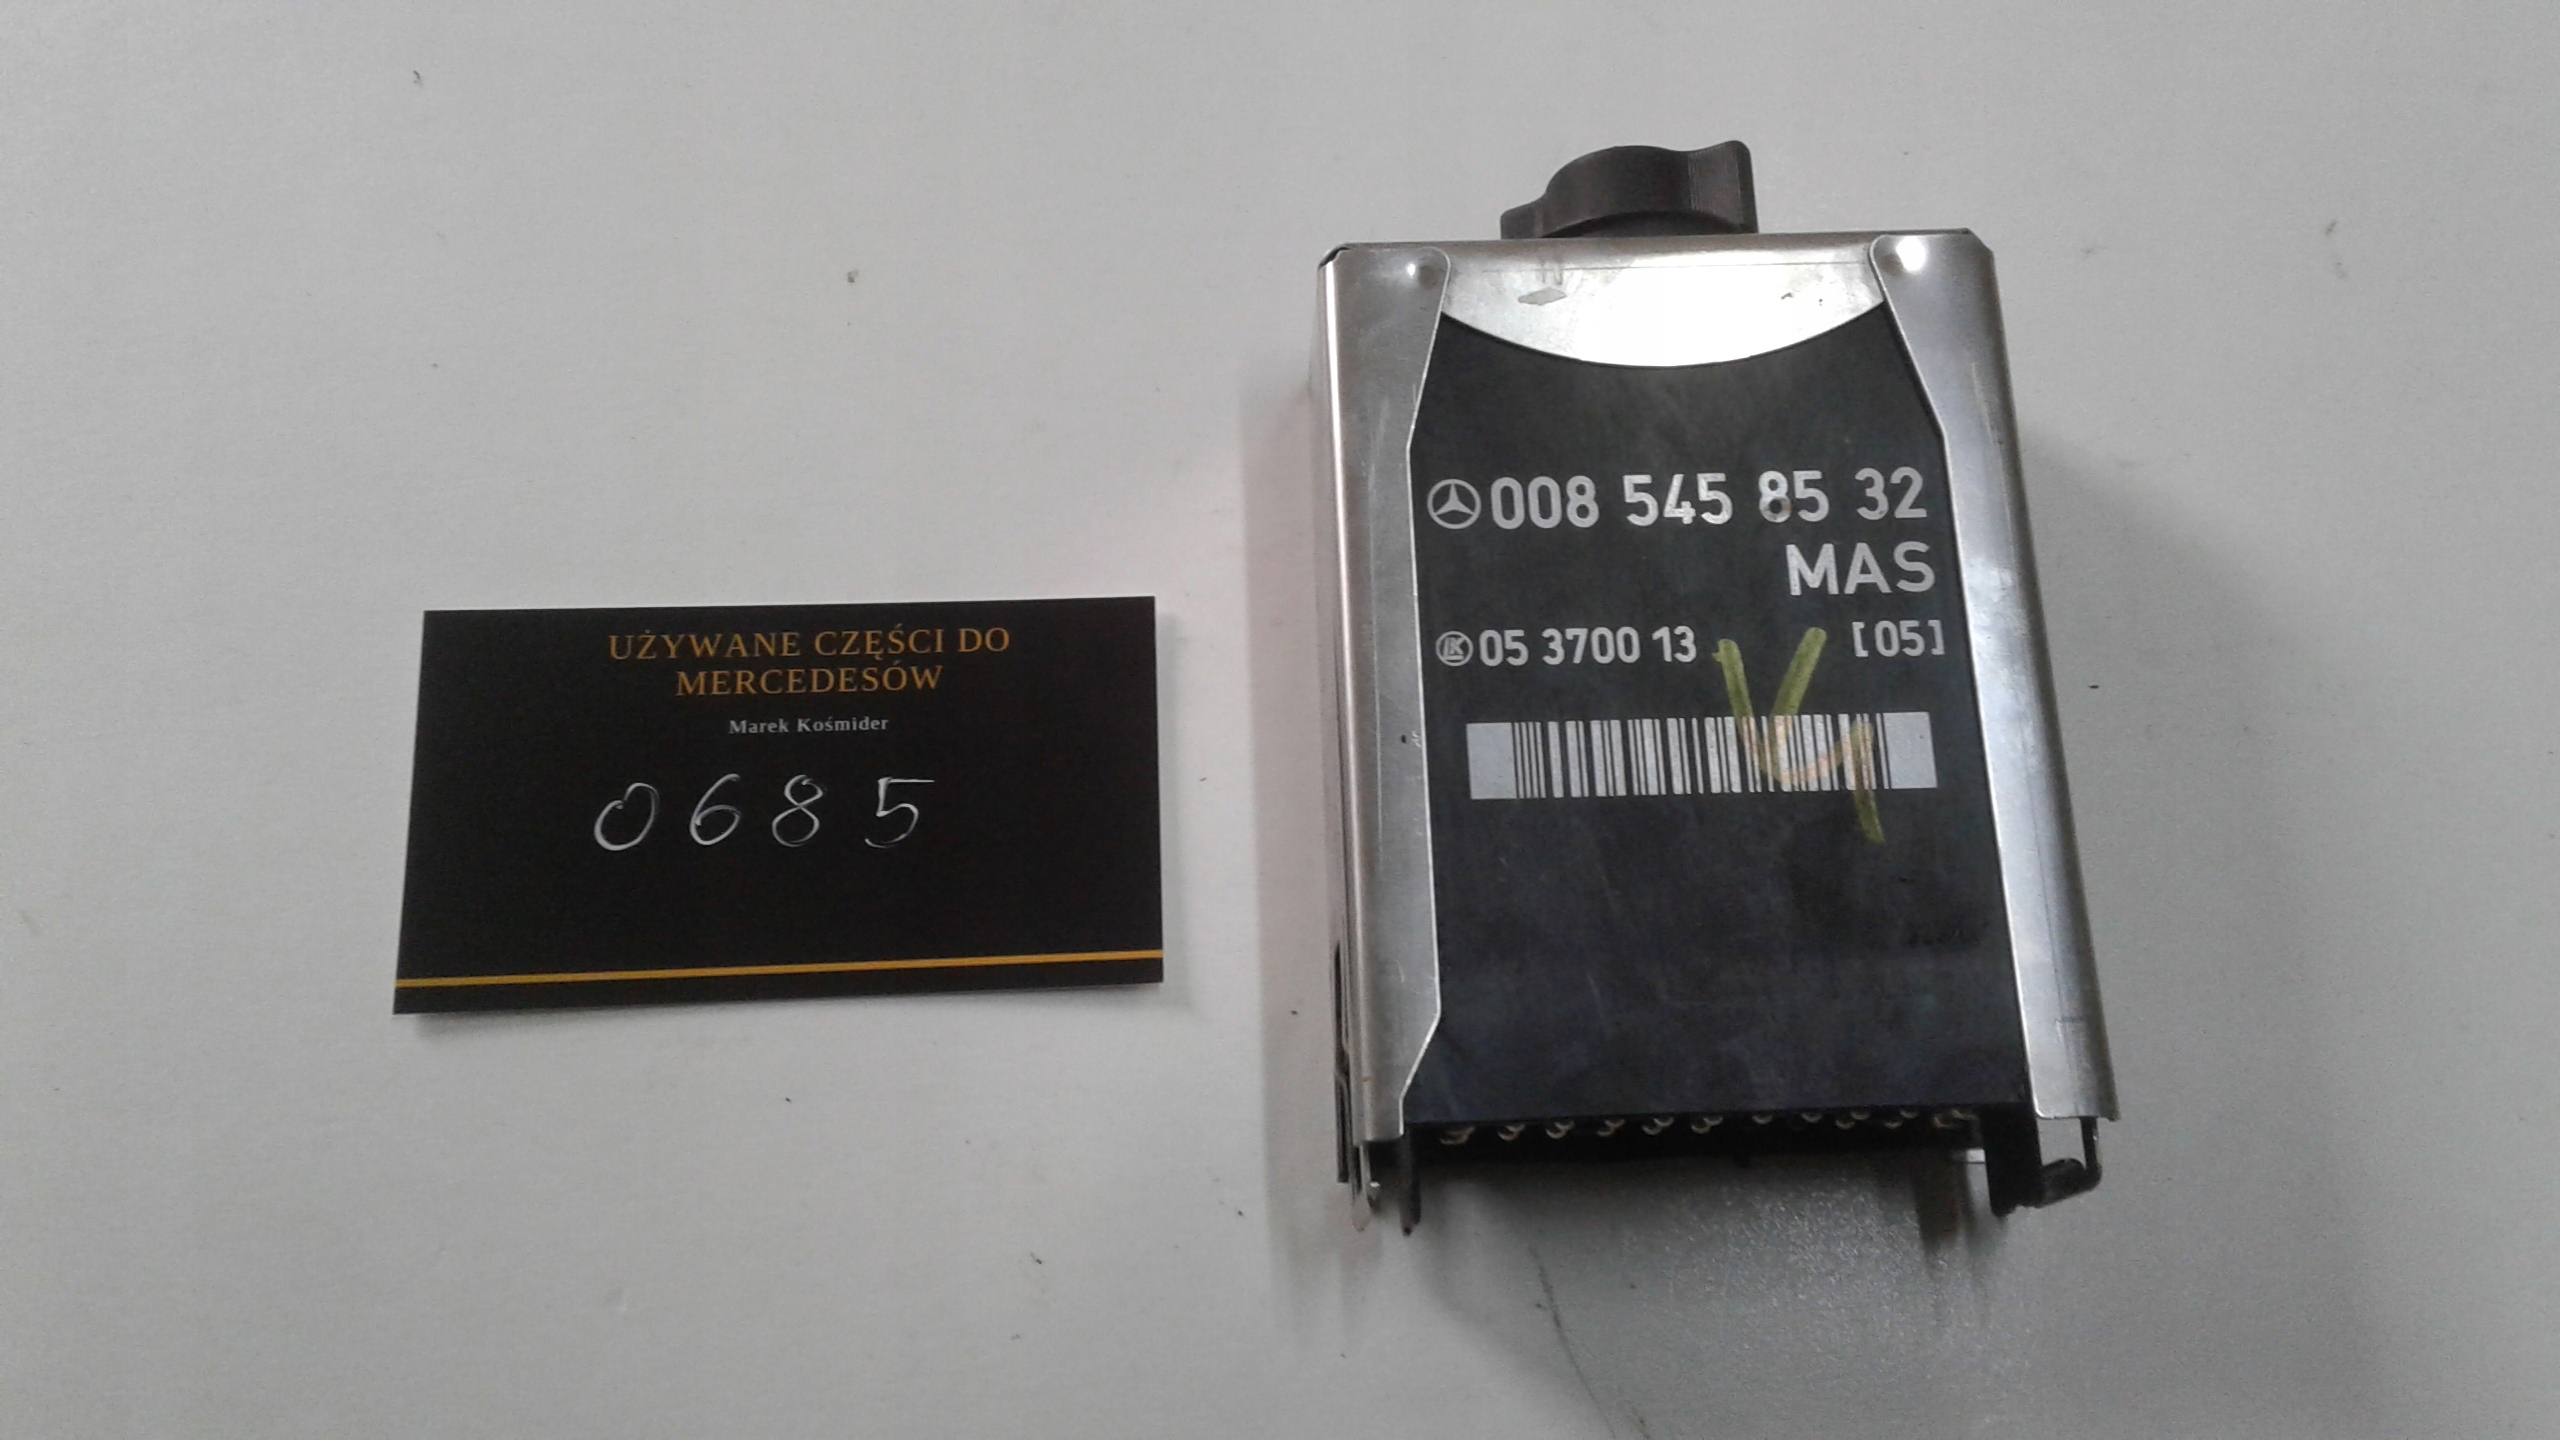 UŻYWANE CZĘŚCI DO
MERCEDESÓW
Marek Kośmider
0685
008 545 85 32
MAS
05 3700 13 [05]